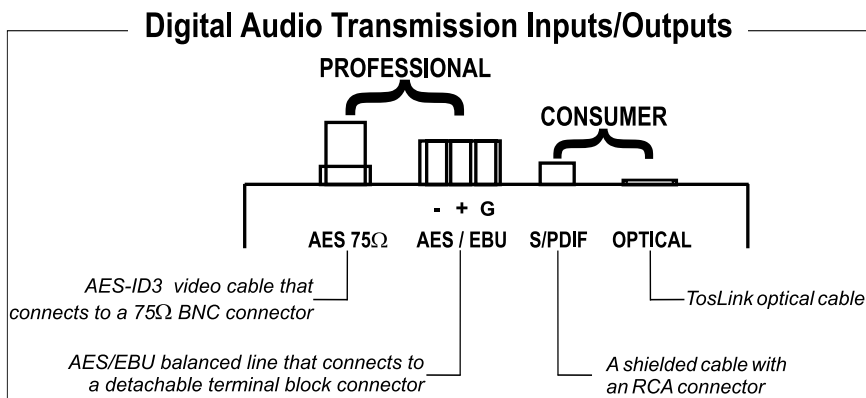 Digital Audio Transmission Inputs/Outputs
PROFESSIONAL
CONSUMER
- + G
AES 75Ω
AES / EBU
S/PDIF
OPTICAL
AES-ID3 video cable that
connects to a 75Ω BNC connector
TosLink optical cable
AES/EBU balanced line that connects to
a detachable terminal block connector
A shielded cable with
an RCA connector